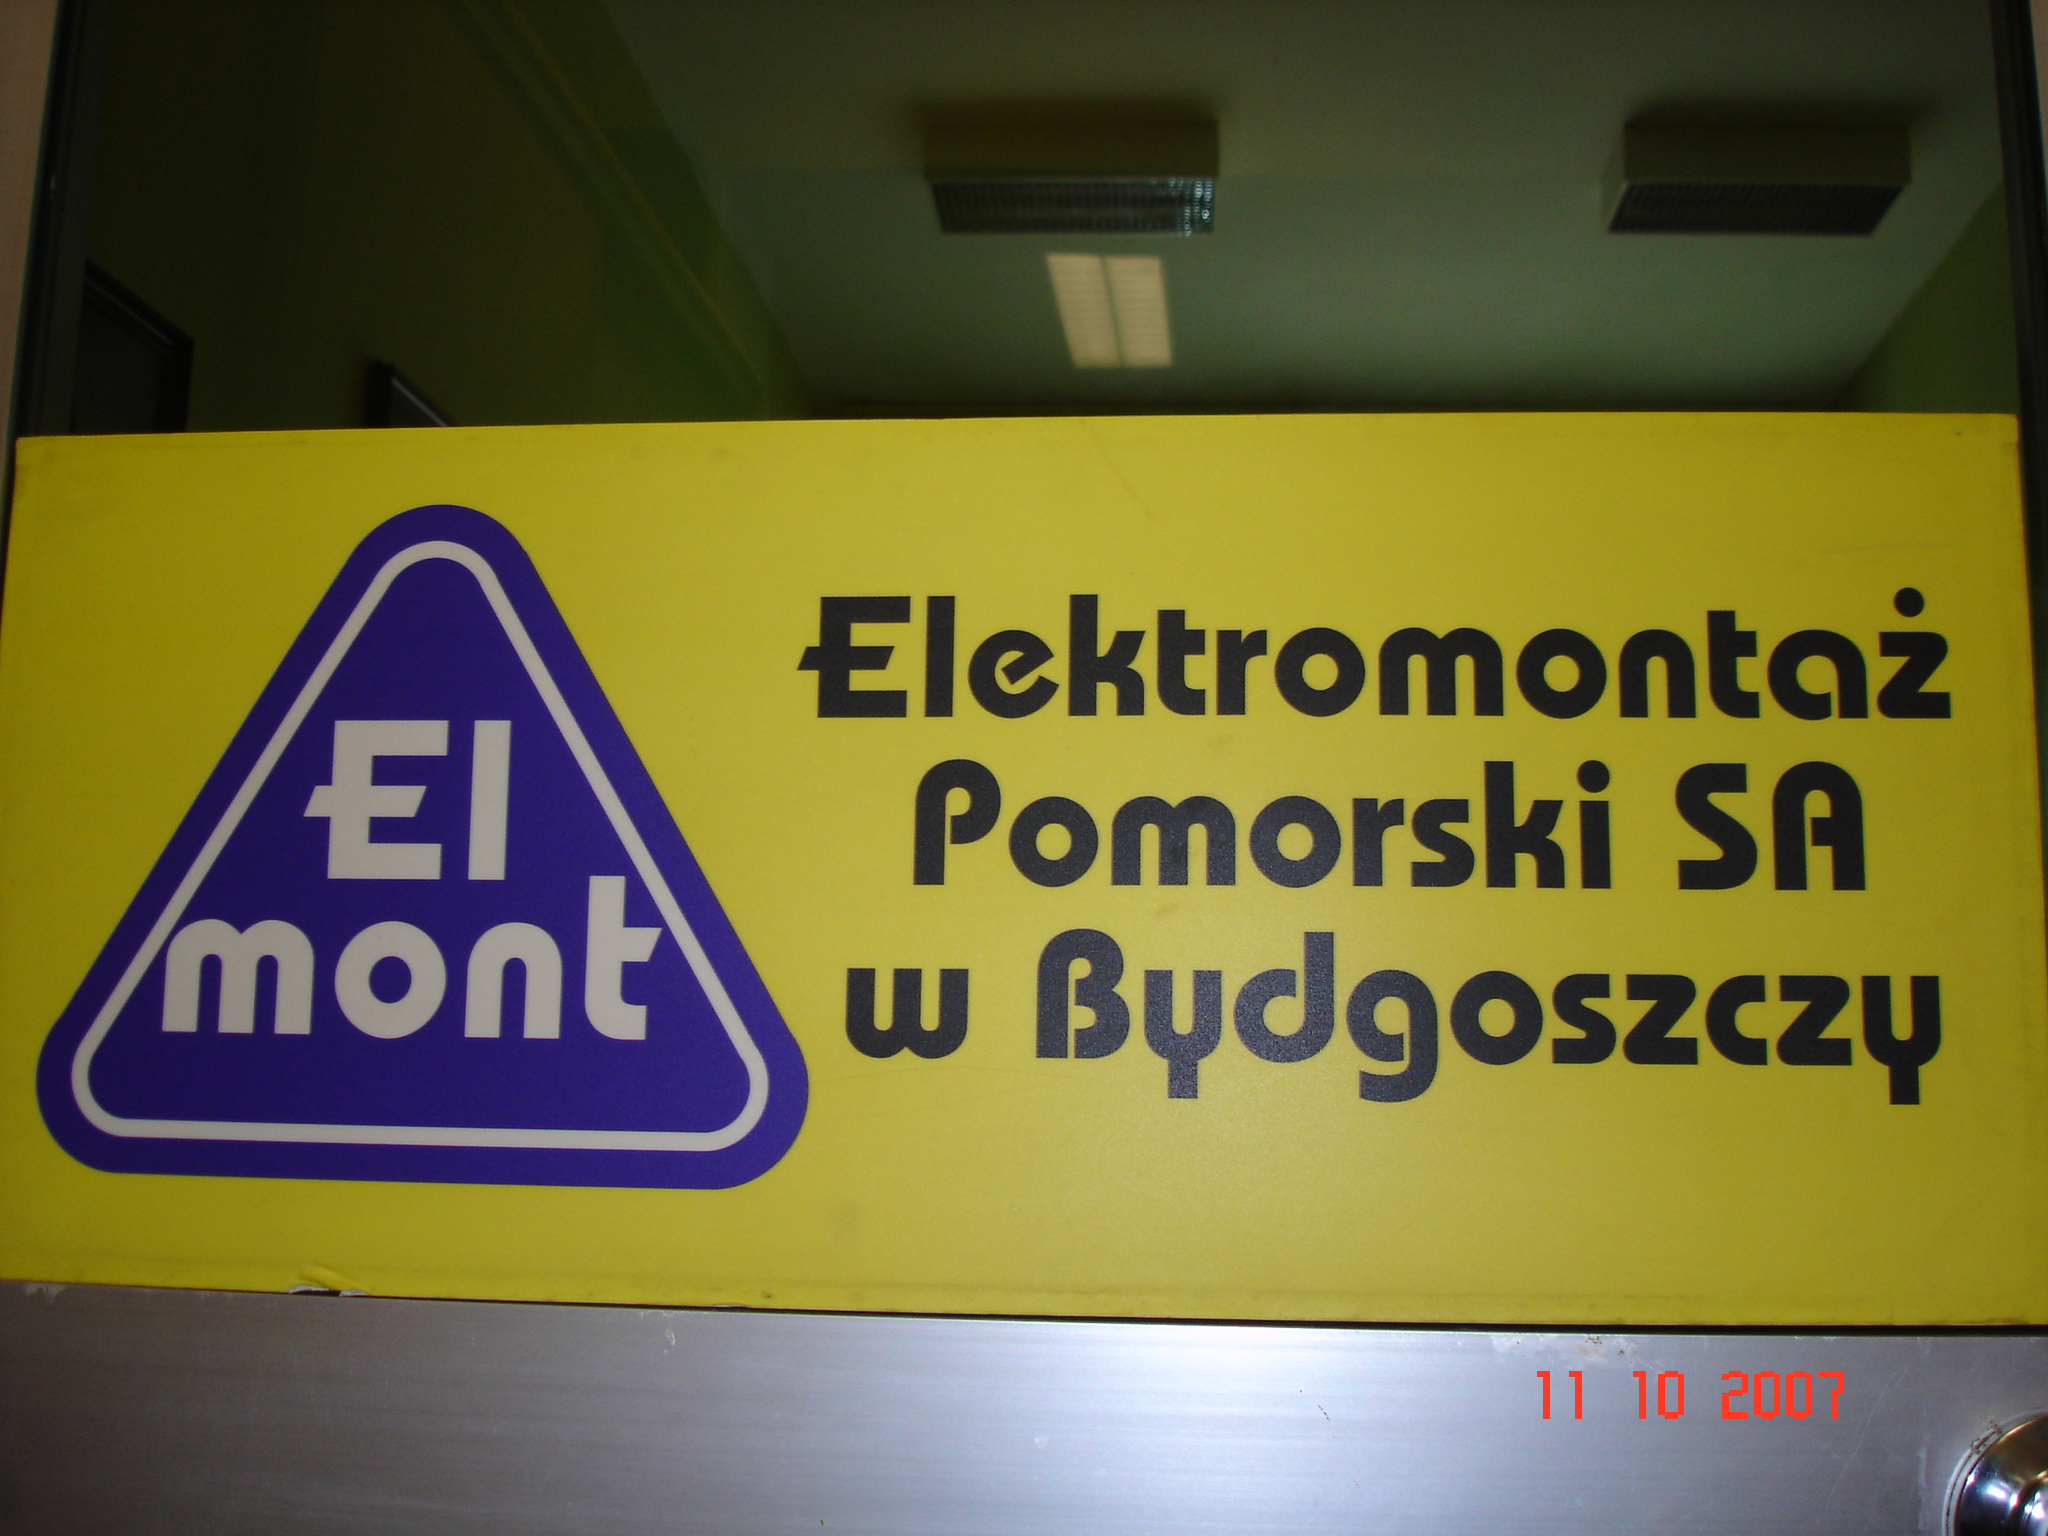 El
mont
Elektromontaż
Pomorski SA
w Bydgoszczy
11 10 2007